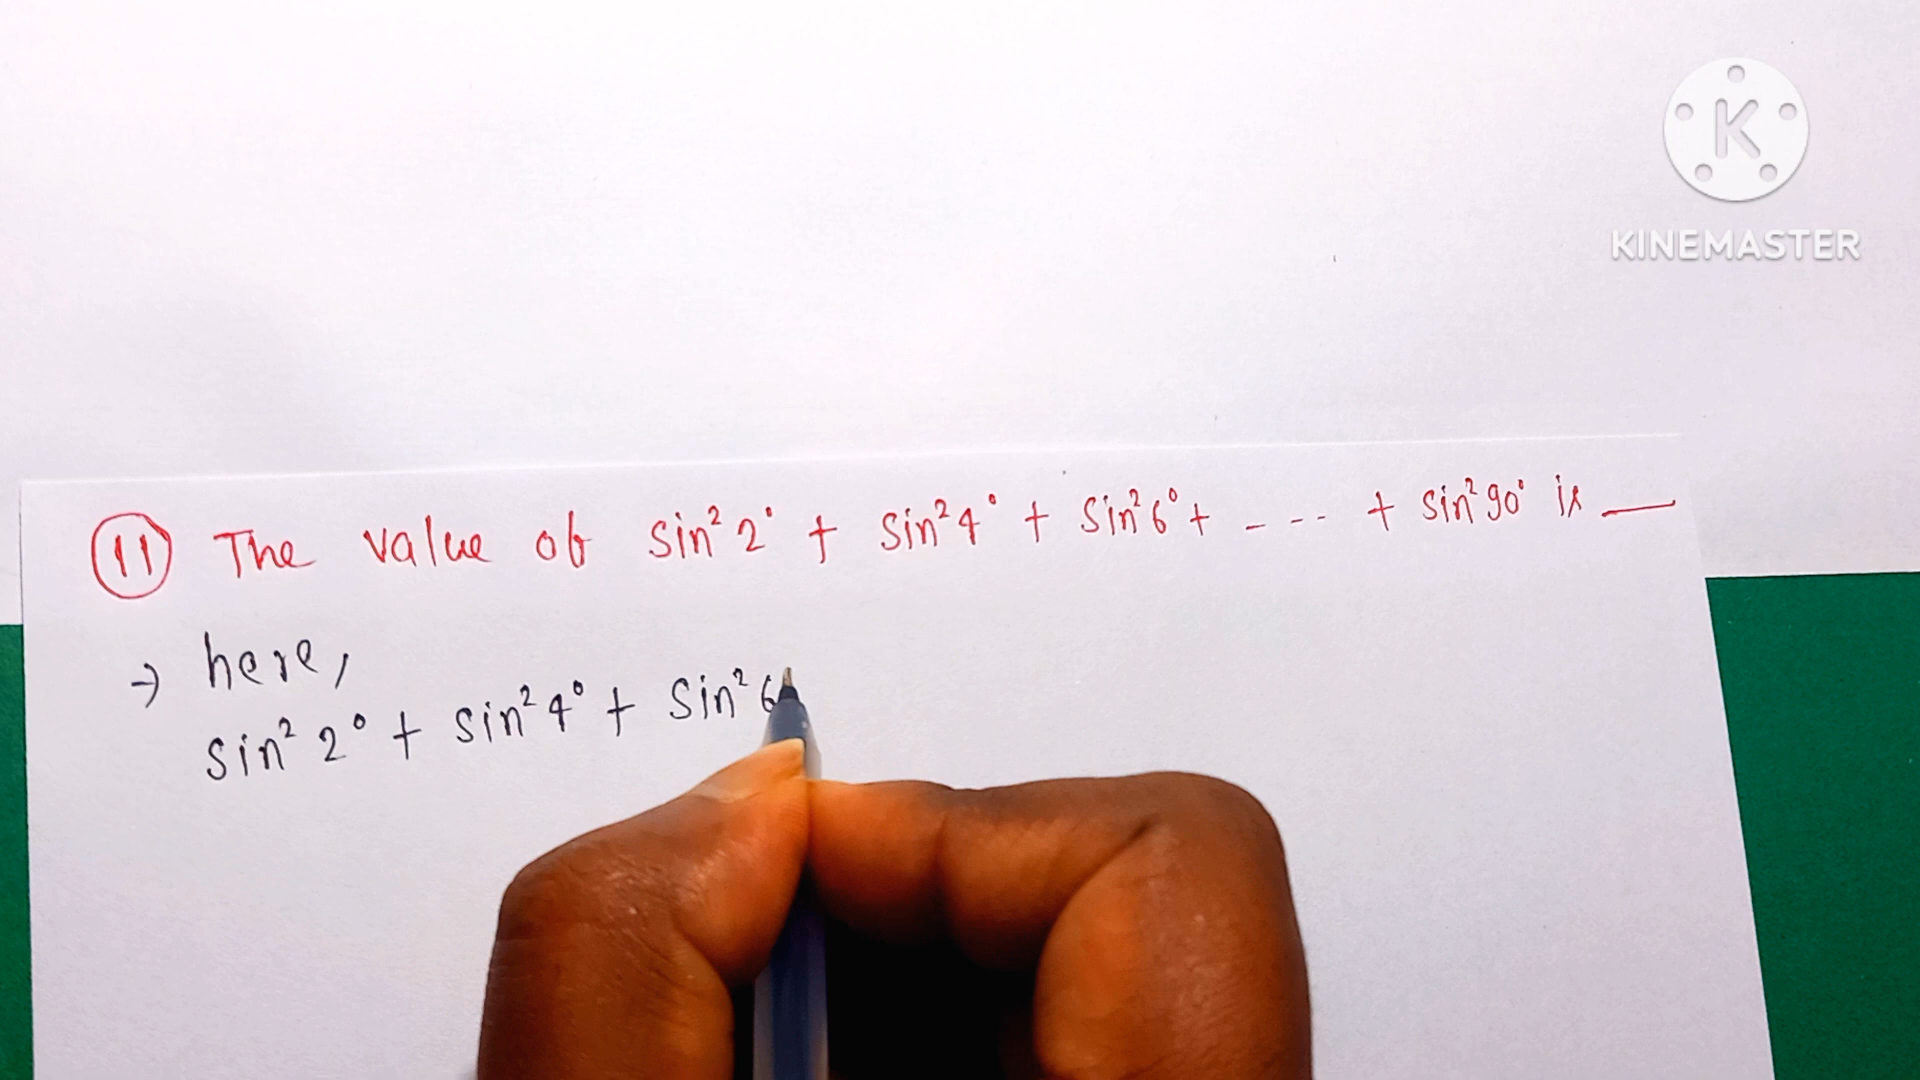 K
KINEMASTER
11 The value of sin² 2° + sin² 4° + sin² 6° + - - - + sin² 90° is __
→ here,
sin² 2° + sin² 4° + sin² 6